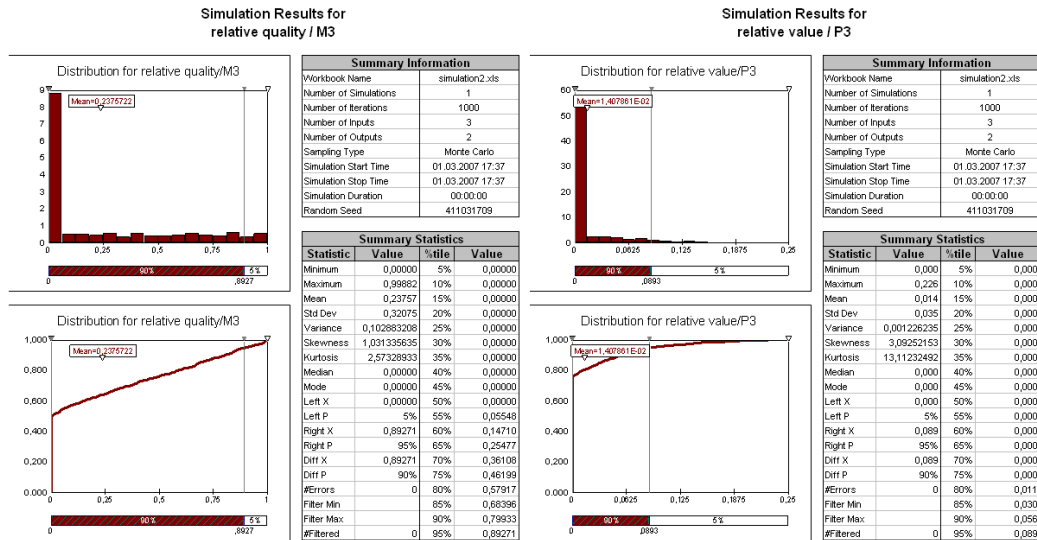 Simulation Results for
relative quality / M3
Distribution for relative quality/M3
Mean=0,2375722
9
8
7
6
5
4
3
2
1
0
0 0,25 0,5 0,75 1
90% 5%
0 ,8927
Distribution for relative quality/M3
Mean=0,2375722
1,000
0,800
0,600
0,400
0,200
0,000
0 0,25 0,5 0,75 1
90% 5%
0 ,8927
Summary Information
Workbook Name simulation2.xls
Number of Simulations 1
Number of Iterations 1000
Number of Inputs 3
Number of Outputs 2
Sampling Type Monte Carlo
Simulation Start Time 01.03.2007 17:37
Simulation Stop Time 01.03.2007 17:37
Simulation Duration 00:00:00
Random Seed 411031709
Summary Statistics
Statistic Value %tile Value
Minimum 0,00000 5% 0,00000
Maximum 0,99882 10% 0,00000
Mean 0,23757 15% 0,00000
Std Dev 0,32075 20% 0,00000
Variance 0,102883208 25% 0,00000
Skewness 1,031335635 30% 0,00000
Kurtosis 2,57328933 35% 0,00000
Median 0,00000 40% 0,00000
Mode 0,00000 45% 0,00000
Left X 0,00000 50% 0,00000
Left P 5% 55% 0,05548
Right X 0,89271 60% 0,14710
Right P 95% 65% 0,25477
Diff X 0,89271 70% 0,36108
Diff P 90% 75% 0,46199
#Errors 0 80% 0,57917
Filter Min 85% 0,68396
Filter Max 90% 0,79933
#Filtered 0 95% 0,89271
Simulation Results for
relative value / P3
Distribution for relative value/P3
Mean=1,407861E-02
60
50
40
30
20
10
0
0 0,0625 0,125 0,1875 0,25
90% 5%
0 ,0893
Distribution for relative value/P3
Mean=1,407861E-02
1,000
0,800
0,600
0,400
0,200
0,000
0 0,0625 0,125 0,1875 0,25
90% 5%
0 ,0893
Summary Information
Workbook Name simulation2.xls
Number of Simulations 1
Number of Iterations 1000
Number of Inputs 3
Number of Outputs 2
Sampling Type Monte Carlo
Simulation Start Time 01.03.2007 17:37
Simulation Stop Time 01.03.2007 17:37
Simulation Duration 00:00:00
Random Seed 411031709
Summary Statistics
Statistic Value %tile Value
Minimum 0,000 5% 0,000
Maximum 0,226 10% 0,000
Mean 0,014 15% 0,000
Std Dev 0,035 20% 0,000
Variance 0,001226235 25% 0,000
Skewness 3,09252153 30% 0,000
Kurtosis 13,11232492 35% 0,000
Median 0,000 40% 0,000
Mode 0,000 45% 0,000
Left X 0,000 50% 0,000
Left P 5% 55% 0,000
Right X 0,089 60% 0,000
Right P 95% 65% 0,000
Diff X 0,089 70% 0,000
Diff P 90% 75% 0,000
#Errors 0 80% 0,011
Filter Min 85% 0,030
Filter Max 90% 0,056
#Filtered 0 95% 0,089